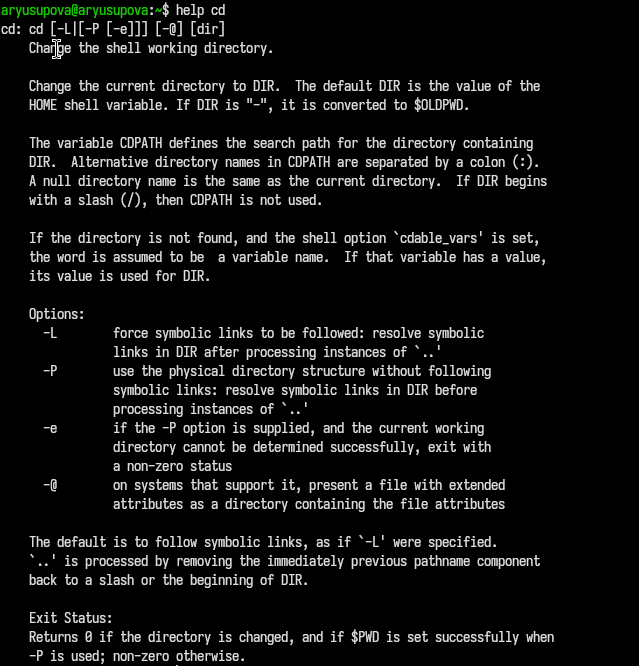 aryusupova@aryusupova:~$ help cd
cd: cd [-L|[-P [-e]]] [-@] [dir]
    Change the shell working directory.

    Change the current directory to DIR.  The default DIR is the value of the
    HOME shell variable. If DIR is "-", it is converted to $OLDPWD.

    The variable CDPATH defines the search path for the directory containing
    DIR.  Alternative directory names in CDPATH are separated by a colon (:).
    A null directory name is the same as the current directory.  If DIR begins
    with a slash (/), then CDPATH is not used.

    If the directory is not found, and the shell option `cdable_vars' is set,
    the word is assumed to be  a variable name.  If that variable has a value,
    its value is used for DIR.

    Options:
      -L        force symbolic links to be followed: resolve symbolic
                links in DIR after processing instances of `..'
      -P        use the physical directory structure without following
                symbolic links: resolve symbolic links in DIR before
                processing instances of `..'
      -e        if the -P option is supplied, and the current working
                directory cannot be determined successfully, exit with
                a non-zero status
      -@        on systems that support it, present a file with extended
                attributes as a directory containing the file attributes

    The default is to follow symbolic links, as if `-L' were specified.
    `..' is processed by removing the immediately previous pathname component
    back to a slash or the beginning of DIR.

    Exit Status:
    Returns 0 if the directory is changed, and if $PWD is set successfully when
    -P is used; non-zero otherwise.